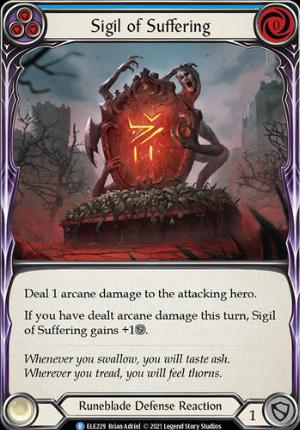 Sigil of Suffering
0
Deal 1 arcane damage to the attacking hero.
If you have dealt arcane damage this turn, Sigil
of Suffering gains +1
Whenever you swallow, you will taste ash.
Wherever you tread, you will feel thorns.
Runeblade Defense Reaction
1
R ELE229 Brian Adriel © 2021 Legend Story Studios